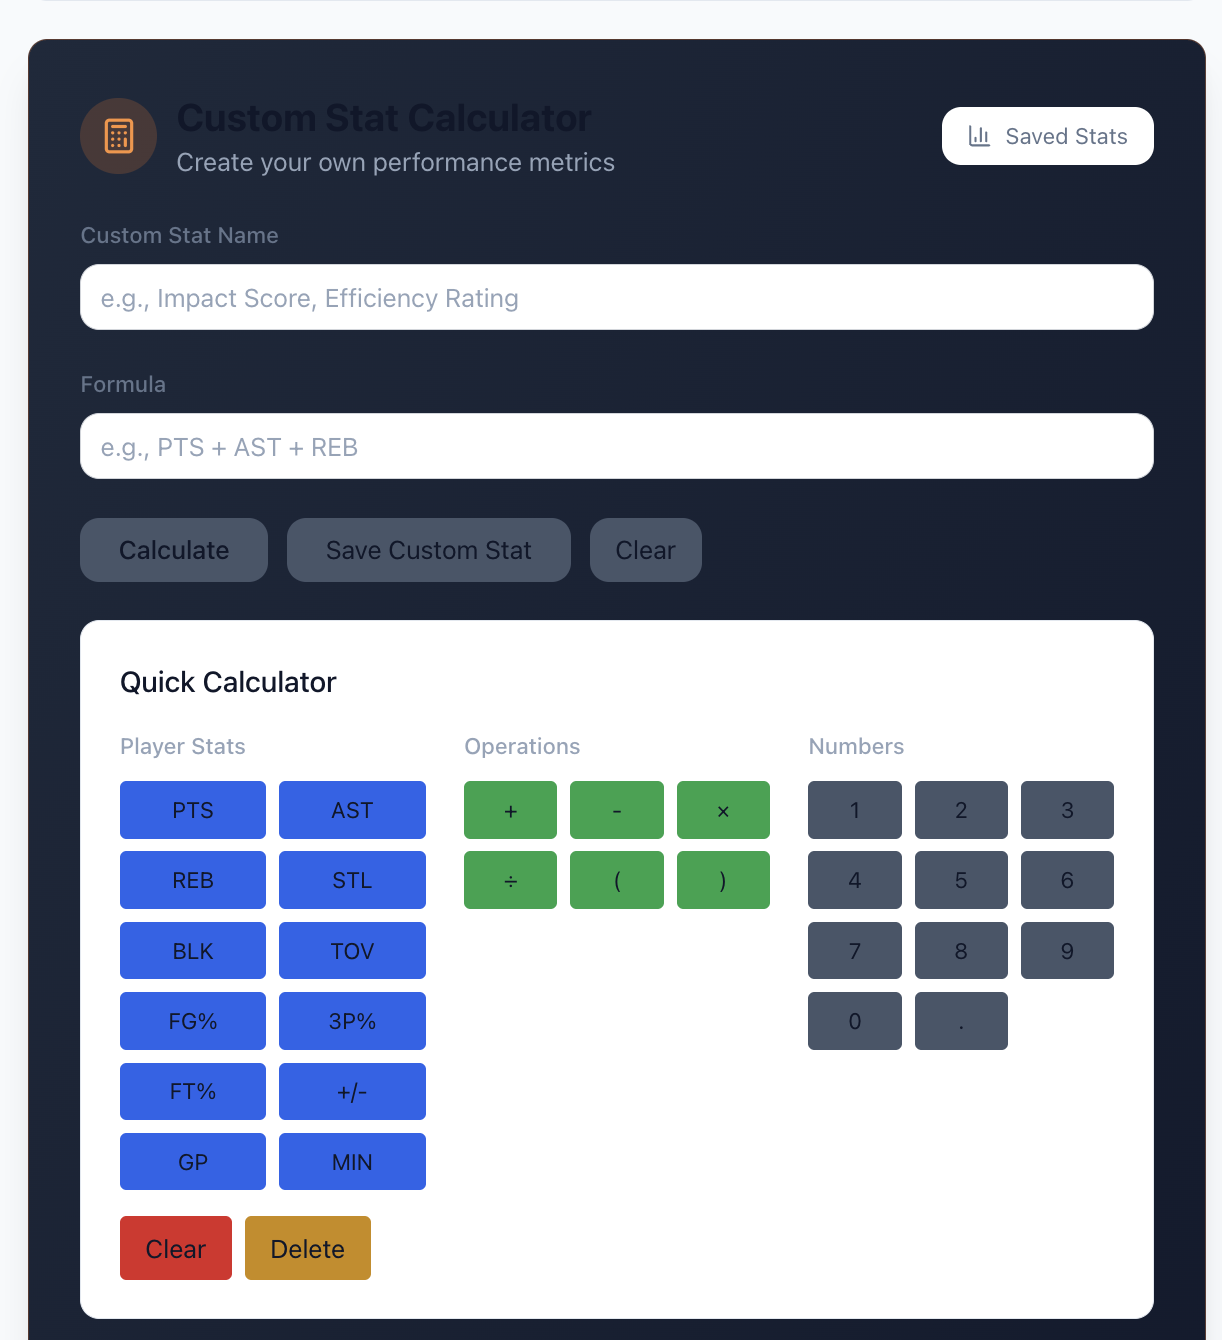 Custom Stat Calculator
Create your own performance metrics
Saved Stats
Custom Stat Name
e.g., Impact Score, Efficiency Rating
Formula
e.g., PTS + AST + REB
Calculate
Save Custom Stat
Clear
Quick Calculator
Player Stats
PTS
AST
REB
STL
BLK
TOV
FG%
3P%
FT%
+/-
GP
MIN
Operations
+
-
×
÷
(
)
Numbers
1
2
3
4
5
6
7
8
9
0
.
Clear
Delete